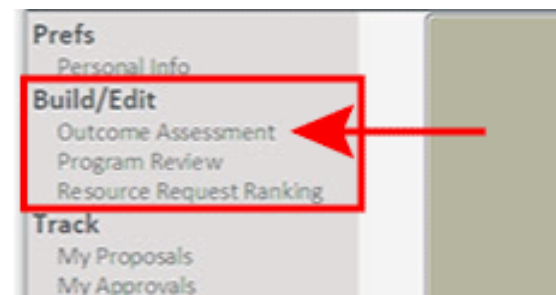 Prefs
Personal Info
Build/Edit
Outcome Assessment
Program Review
Resource Request Ranking
Track
My Proposals
My Approvals